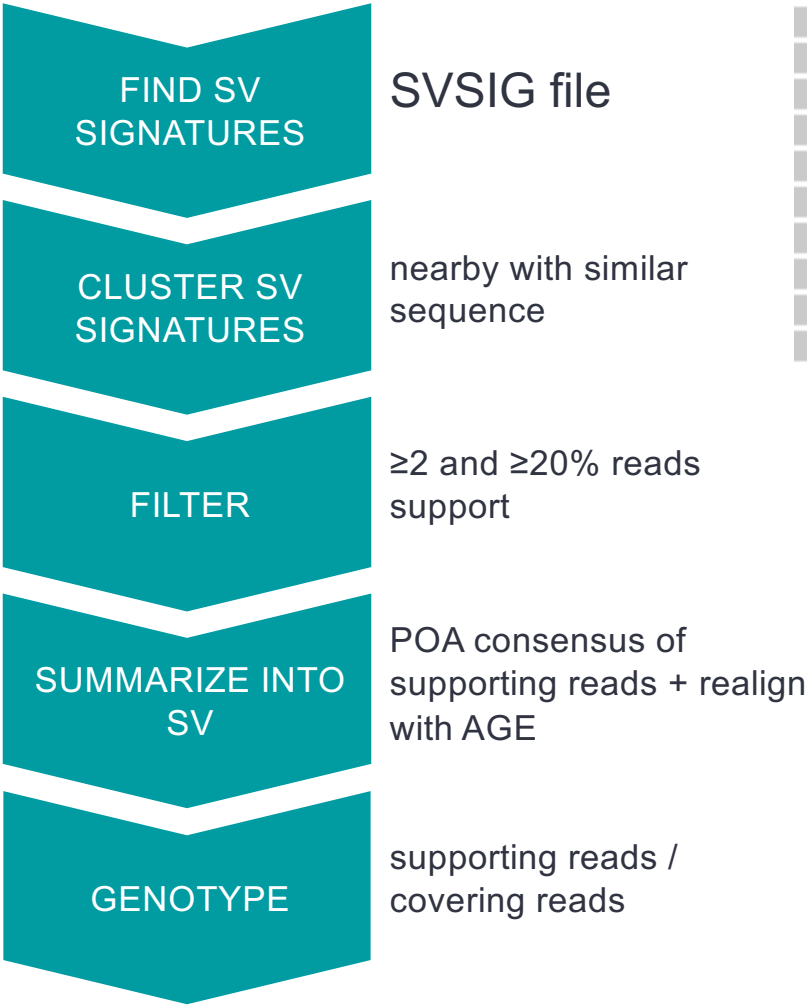 FIND SV
SIGNATURES
SVSIG file
CLUSTER SV
SIGNATURES
nearby with similar
sequence
FILTER
≥2 and ≥20% reads
support
SUMMARIZE INTO
SV
POA consensus of
supporting reads + realign
with AGE
GENOTYPE
supporting reads /
covering reads